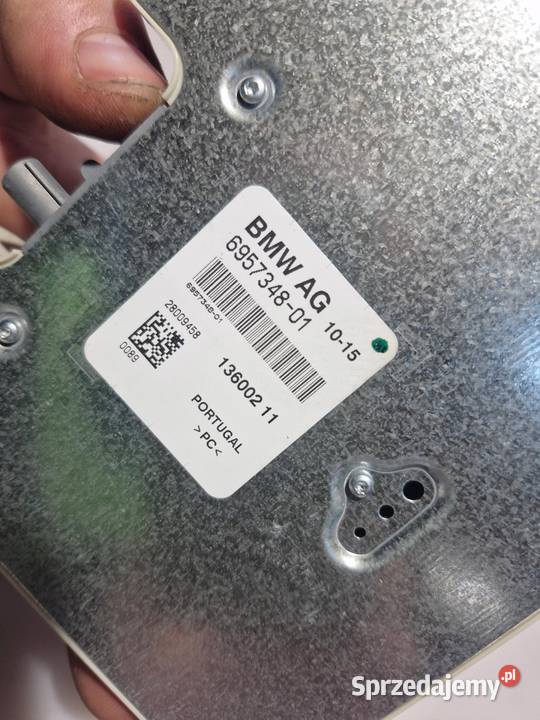 BMW AG
6957348-01
10-15
6957348-01
28009458
0089
136002 11
PORTUGAL
>PC<
Sprzedajemy.pl